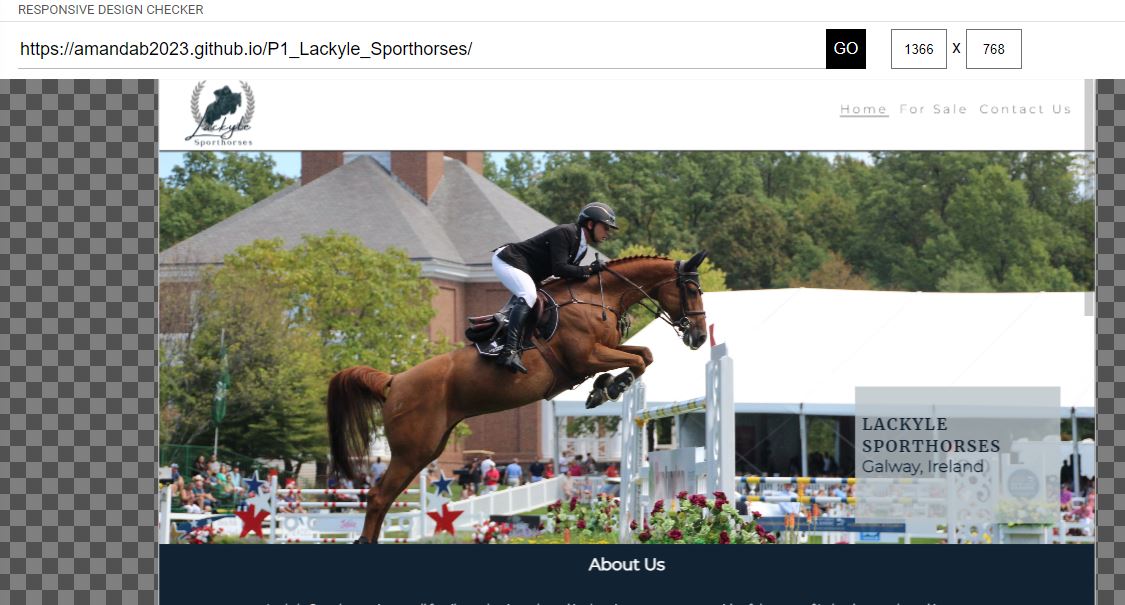 RESPONSIVE DESIGN CHECKER
https://amandab2023.github.io/P1_Lackyle_Sporthorses/
GO
1366 X 768
Lackyle
Sporthorses
Home For Sale Contact Us
LACKYLE
SPORTHORSES
Galway, Ireland
About Us